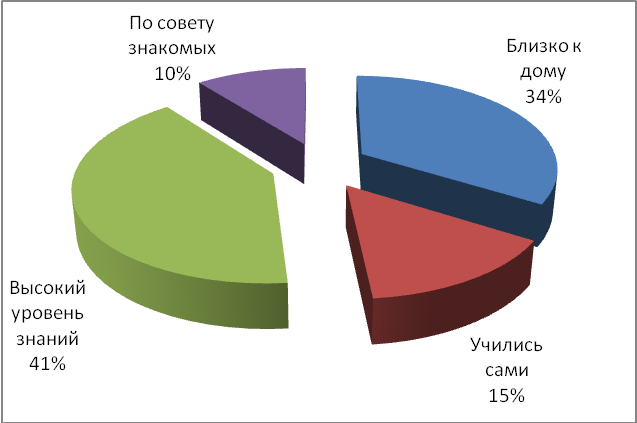 По совету
знакомых
10%
Близко к
дому
34%
Высокий
уровень
знаний
41%
Учились
сами
15%